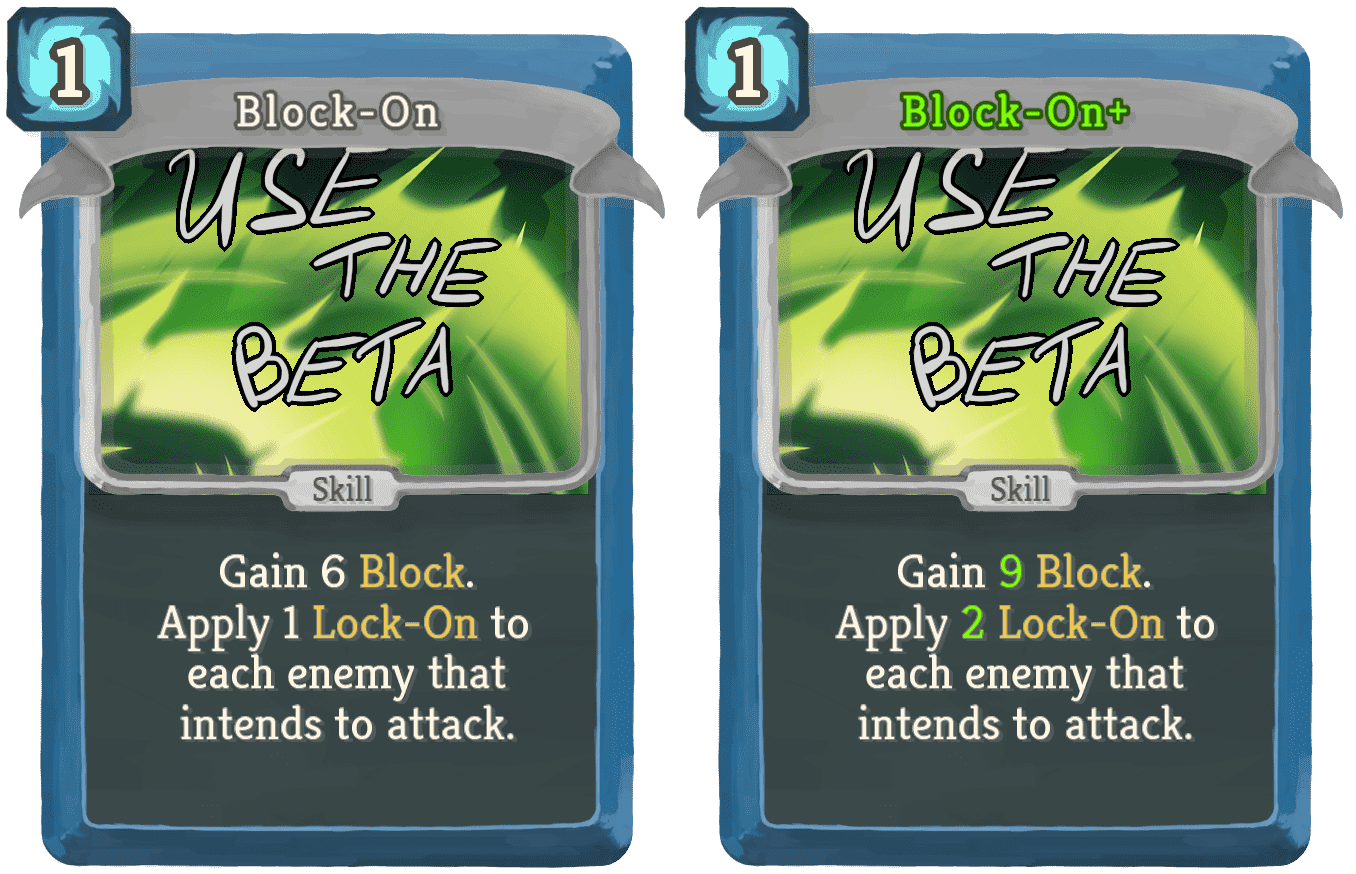 1
Block-On
USE
THE
BETA
Skill
Gain 6 Block.
Apply 1 Lock-On to
each enemy that
intends to attack.
1
Block-On+
USE
THE
BETA
Skill
Gain 9 Block.
Apply 2 Lock-On to
each enemy that
intends to attack.